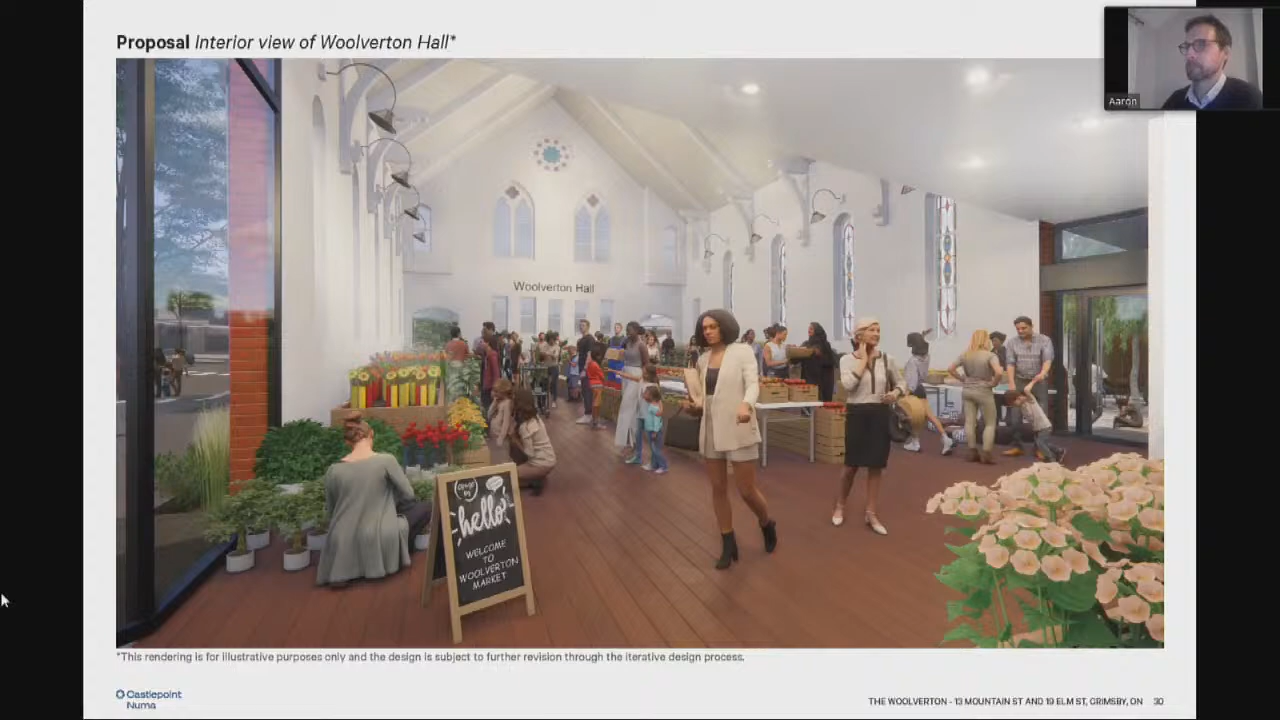 Proposal Interior view of Woolverton Hall*
Aaron
Woolverton Hall
hello!
WELCOME
TO
WOOLVERTON
MARKET
*This rendering is for illustrative purposes only and the design is subject to further revision through the iterative design process.
Castlepoint
Numa
THE WOOLVERTON - 13 MOUNTAIN ST AND 19 ELM ST, GRIMSBY, ON 30